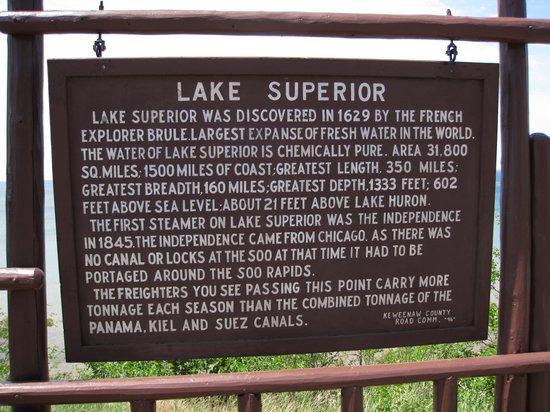 LAKE SUPERIOR
LAKE SUPERIOR WAS DISCOVERED IN 1629 BY THE FRENCH
EXPLORER BRULE. LARGEST EXPANSE OF FRESH WATER IN THE WORLD.
THE WATER OF LAKE SUPERIOR IS CHEMICALLY PURE. AREA 31,800
SQ. MILES; 1500 MILES OF COAST; GREATEST LENGTH, 350 MILES;
GREATEST BREADTH, 160 MILES; GREATEST DEPTH, 1333 FEET; 602
FEET ABOVE SEA LEVEL; ABOUT 21 FEET ABOVE LAKE HURON.
THE FIRST STEAMER ON LAKE SUPERIOR WAS THE INDEPENDENCE
IN 1845. THE INDEPENDENCE CAME FROM CHICAGO. AS THERE WAS
NO CANAL OR LOCKS AT THE SOO AT THAT TIME IT HAD TO BE
PORTAGED AROUND THE SOO RAPIDS.
THE FREIGHTERS YOU SEE PASSING THIS POINT CARRY MORE
TONNAGE EACH SEASON THAN THE COMBINED TONNAGE OF THE
PANAMA, KIEL AND SUEZ CANALS.
KEWEENAW COUNTY
ROAD COMM. "96"